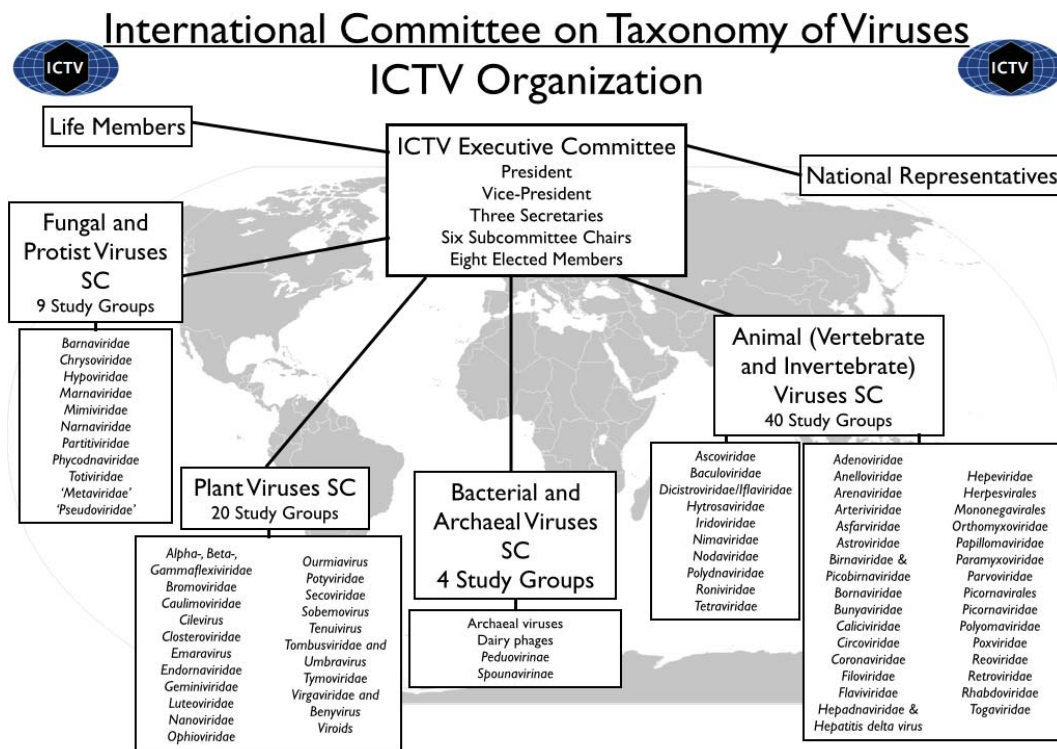 International Committee on Taxonomy of Viruses
ICTV Organization
ICTV
ICTV
Life Members
ICTV Executive Committee
President
Vice-President
Three Secretaries
Six Subcommittee Chairs
Eight Elected Members
National Representatives
Fungal and
Protist Viruses
SC
9 Study Groups
Barnaviridae
Chrysoviridae
Hypoviridae
Marnaviridae
Mimiviridae
Narnaviridae
Partitiviridae
Phycodnaviridae
Totiviridae
‘Metaviridae’
‘Pseudoviridae’
Plant Viruses SC
20 Study Groups
Alpha-, Beta-,
Gammaflexiviridae
Bromoviridae
Caulimoviridae
Cilevirus
Closteroviridae
Emaravirus
Endornaviridae
Geminiviridae
Luteoviridae
Nanoviridae
Ophioviridae
Ourmiavirus
Potyviridae
Secoviridae
Sobemovirus
Tenuivirus
Tombusviridae and
Umbravirus
Tymoviridae
Virgaviridae and
Benyvirus
Viroids
Bacterial and
Archaeal Viruses
SC
4 Study Groups
Archaeal viruses
Dairy phages
Peduovirinae
Spounavirinae
Animal (Vertebrate
and Invertebrate)
Viruses SC
40 Study Groups
Ascoviridae
Baculoviridae
Dicistroviridae/Iflaviridae
Hytrosaviridae
Iridoviridae
Nimaviridae
Nodaviridae
Polydnaviridae
Roniviridae
Tetraviridae
Adenoviridae
Anelloviridae
Arenaviridae
Arteriviridae
Asfarviridae
Astroviridae
Birnaviridae &
Picobirnaviridae
Bornaviridae
Bunyaviridae
Caliciviridae
Circoviridae
Coronaviridae
Filoviridae
Flaviviridae
Hepadnaviridae &
Hepatitis delta virus
Hepeviridae
Herpesvirales
Mononegavirales
Orthomyxoviridae
Papillomaviridae
Paramyxoviridae
Parvoviridae
Picornavirales
Picornaviridae
Polyomaviridae
Poxviridae
Reoviridae
Retroviridae
Rhabdoviridae
Togaviridae